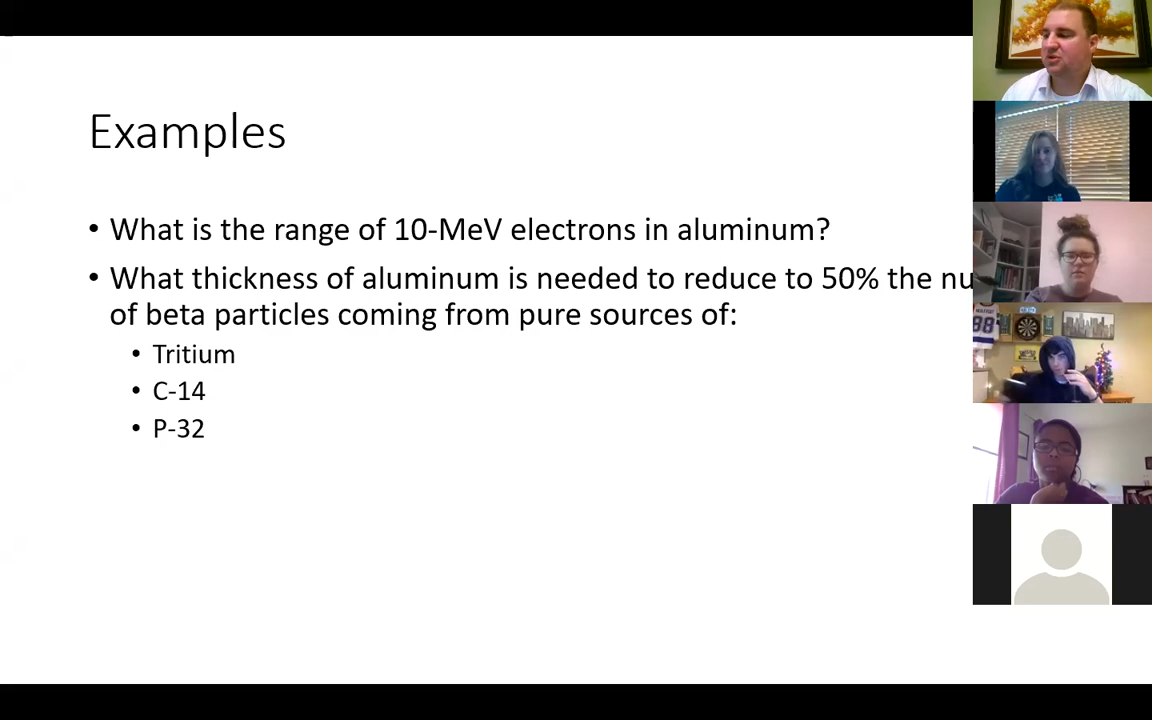 Examples
• What is the range of 10-MeV electrons in aluminum?
• What thickness of aluminum is needed to reduce to 50% the nu
of beta particles coming from pure sources of:
• Tritium
• C-14
• P-32
88